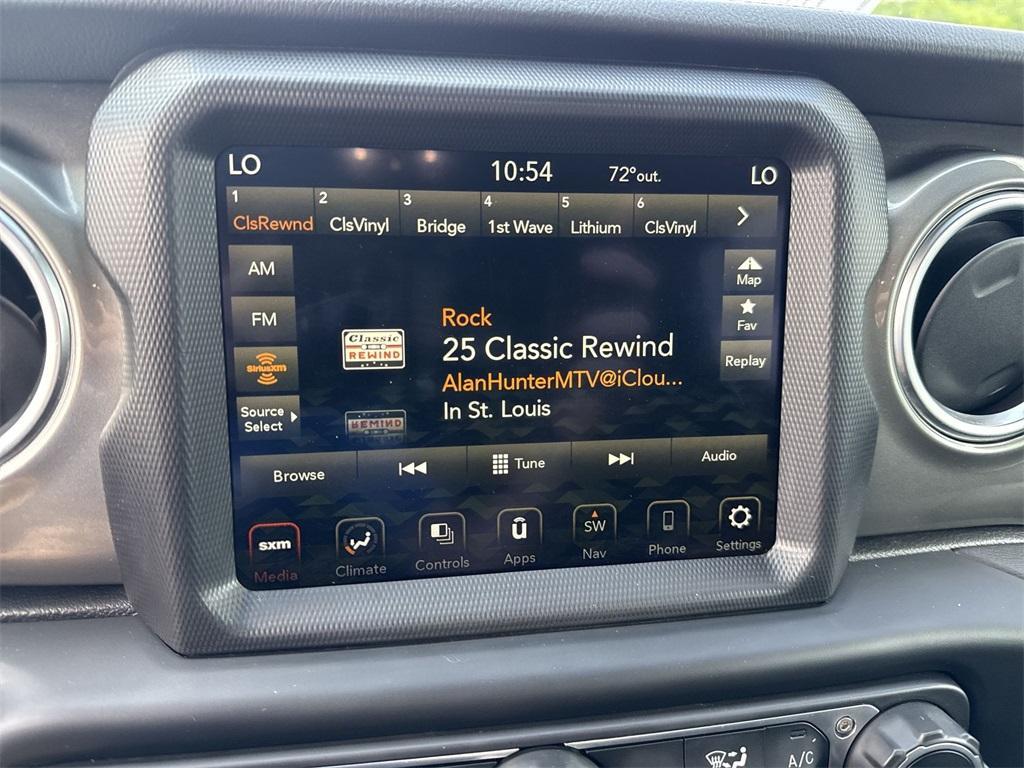 LO 10:54 72°out. LO
1 2 3 4 5 6
ClsRewnd ClsVinyl Bridge 1st Wave Lithium ClsVinyl
AM
FM
SiriusXM
Source
Select
Classic
REWIND
Rock
25 Classic Rewind
AlanHunterMTV@iClou...
In St. Louis
Map
Fav
Replay
Browse Tune Audio
sxm û SW
Media Climate Controls Apps Nav Phone Settings
A/C